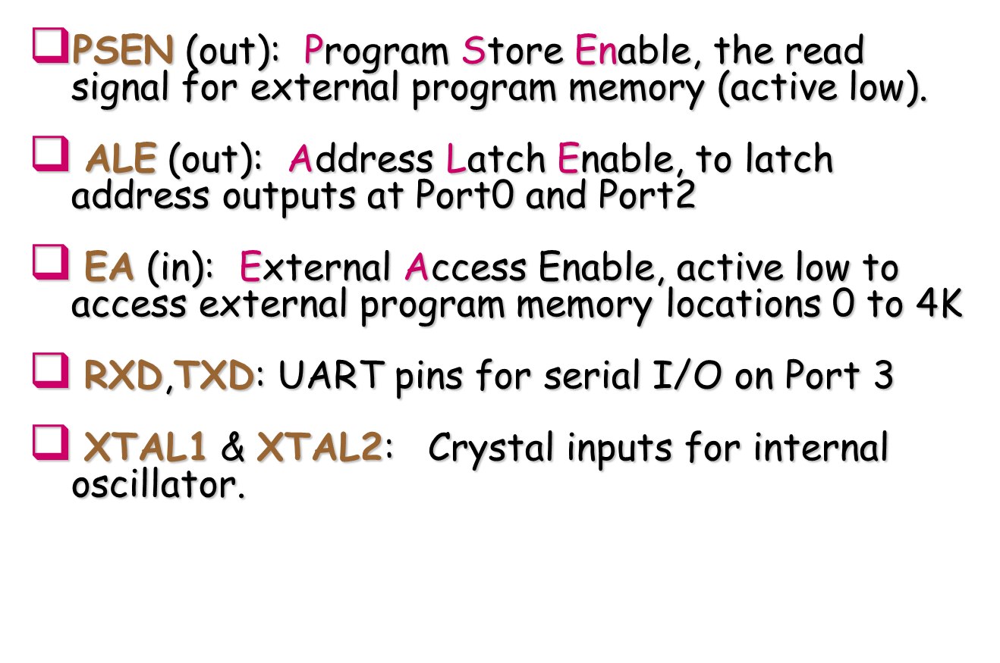 ❑PSEN (out): Program Store Enable, the read
signal for external program memory (active low).
❑ ALE (out): Address Latch Enable, to latch
address outputs at Port0 and Port2
❑ EA (in): External Access Enable, active low to
access external program memory locations 0 to 4K
❑ RXD,TXD: UART pins for serial I/O on Port 3
❑ XTAL1 & XTAL2: Crystal inputs for internal
oscillator.